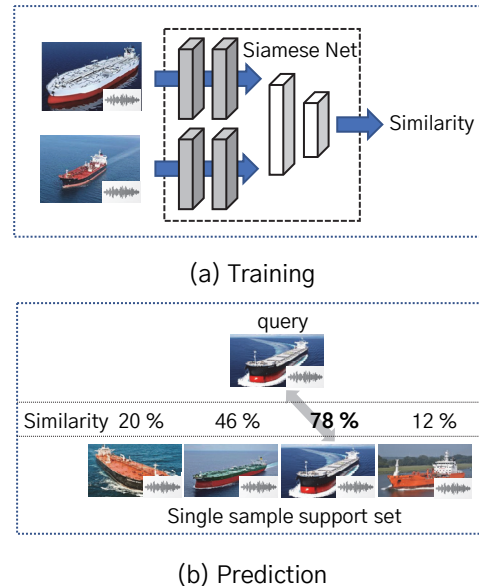 Siamese Net
Similarity
(a) Training
query
Similarity 20 % 46 % 78 % 12 %
Single sample support set
(b) Prediction